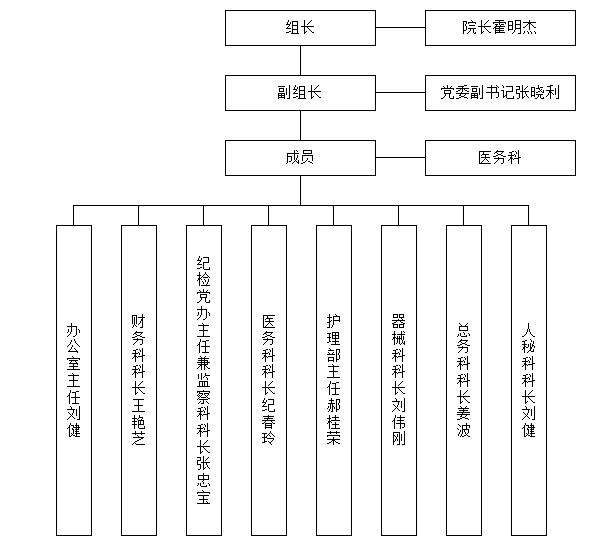 组长
院长霍明杰
副组长
党委副书记张晓利
成员
医务科
办公室主任刘健
财务科科长王艳芝
纪检党办主任兼监察科科长张忠宝
医务科科长纪春玲
护理部主任郝桂荣
器械科科长刘伟刚
总务科科长姜波
人秘科科长刘健